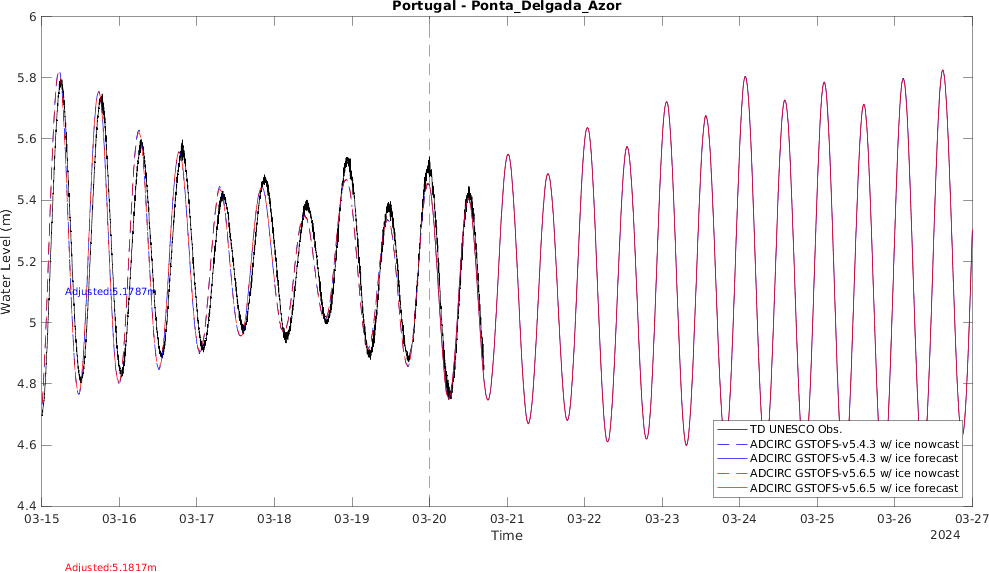 Portugal - Ponta_Delgada_Azor
6
5.8
5.6
5.4
5.2
5
4.8
4.6
4.4
Water Level (m)
Adjusted:5.1787m
TD UNESCO Obs.
ADCIRC GSTOFS-v5.4.3 w/ ice nowcast
ADCIRC GSTOFS-v5.4.3 w/ ice forecast
ADCIRC GSTOFS-v5.6.5 w/ ice nowcast
ADCIRC GSTOFS-v5.6.5 w/ ice forecast
03-15 03-16 03-17 03-18 03-19 03-20 03-21 03-22 03-23 03-24 03-25 03-26 03-27
Time
2024
Adjusted:5.1817m